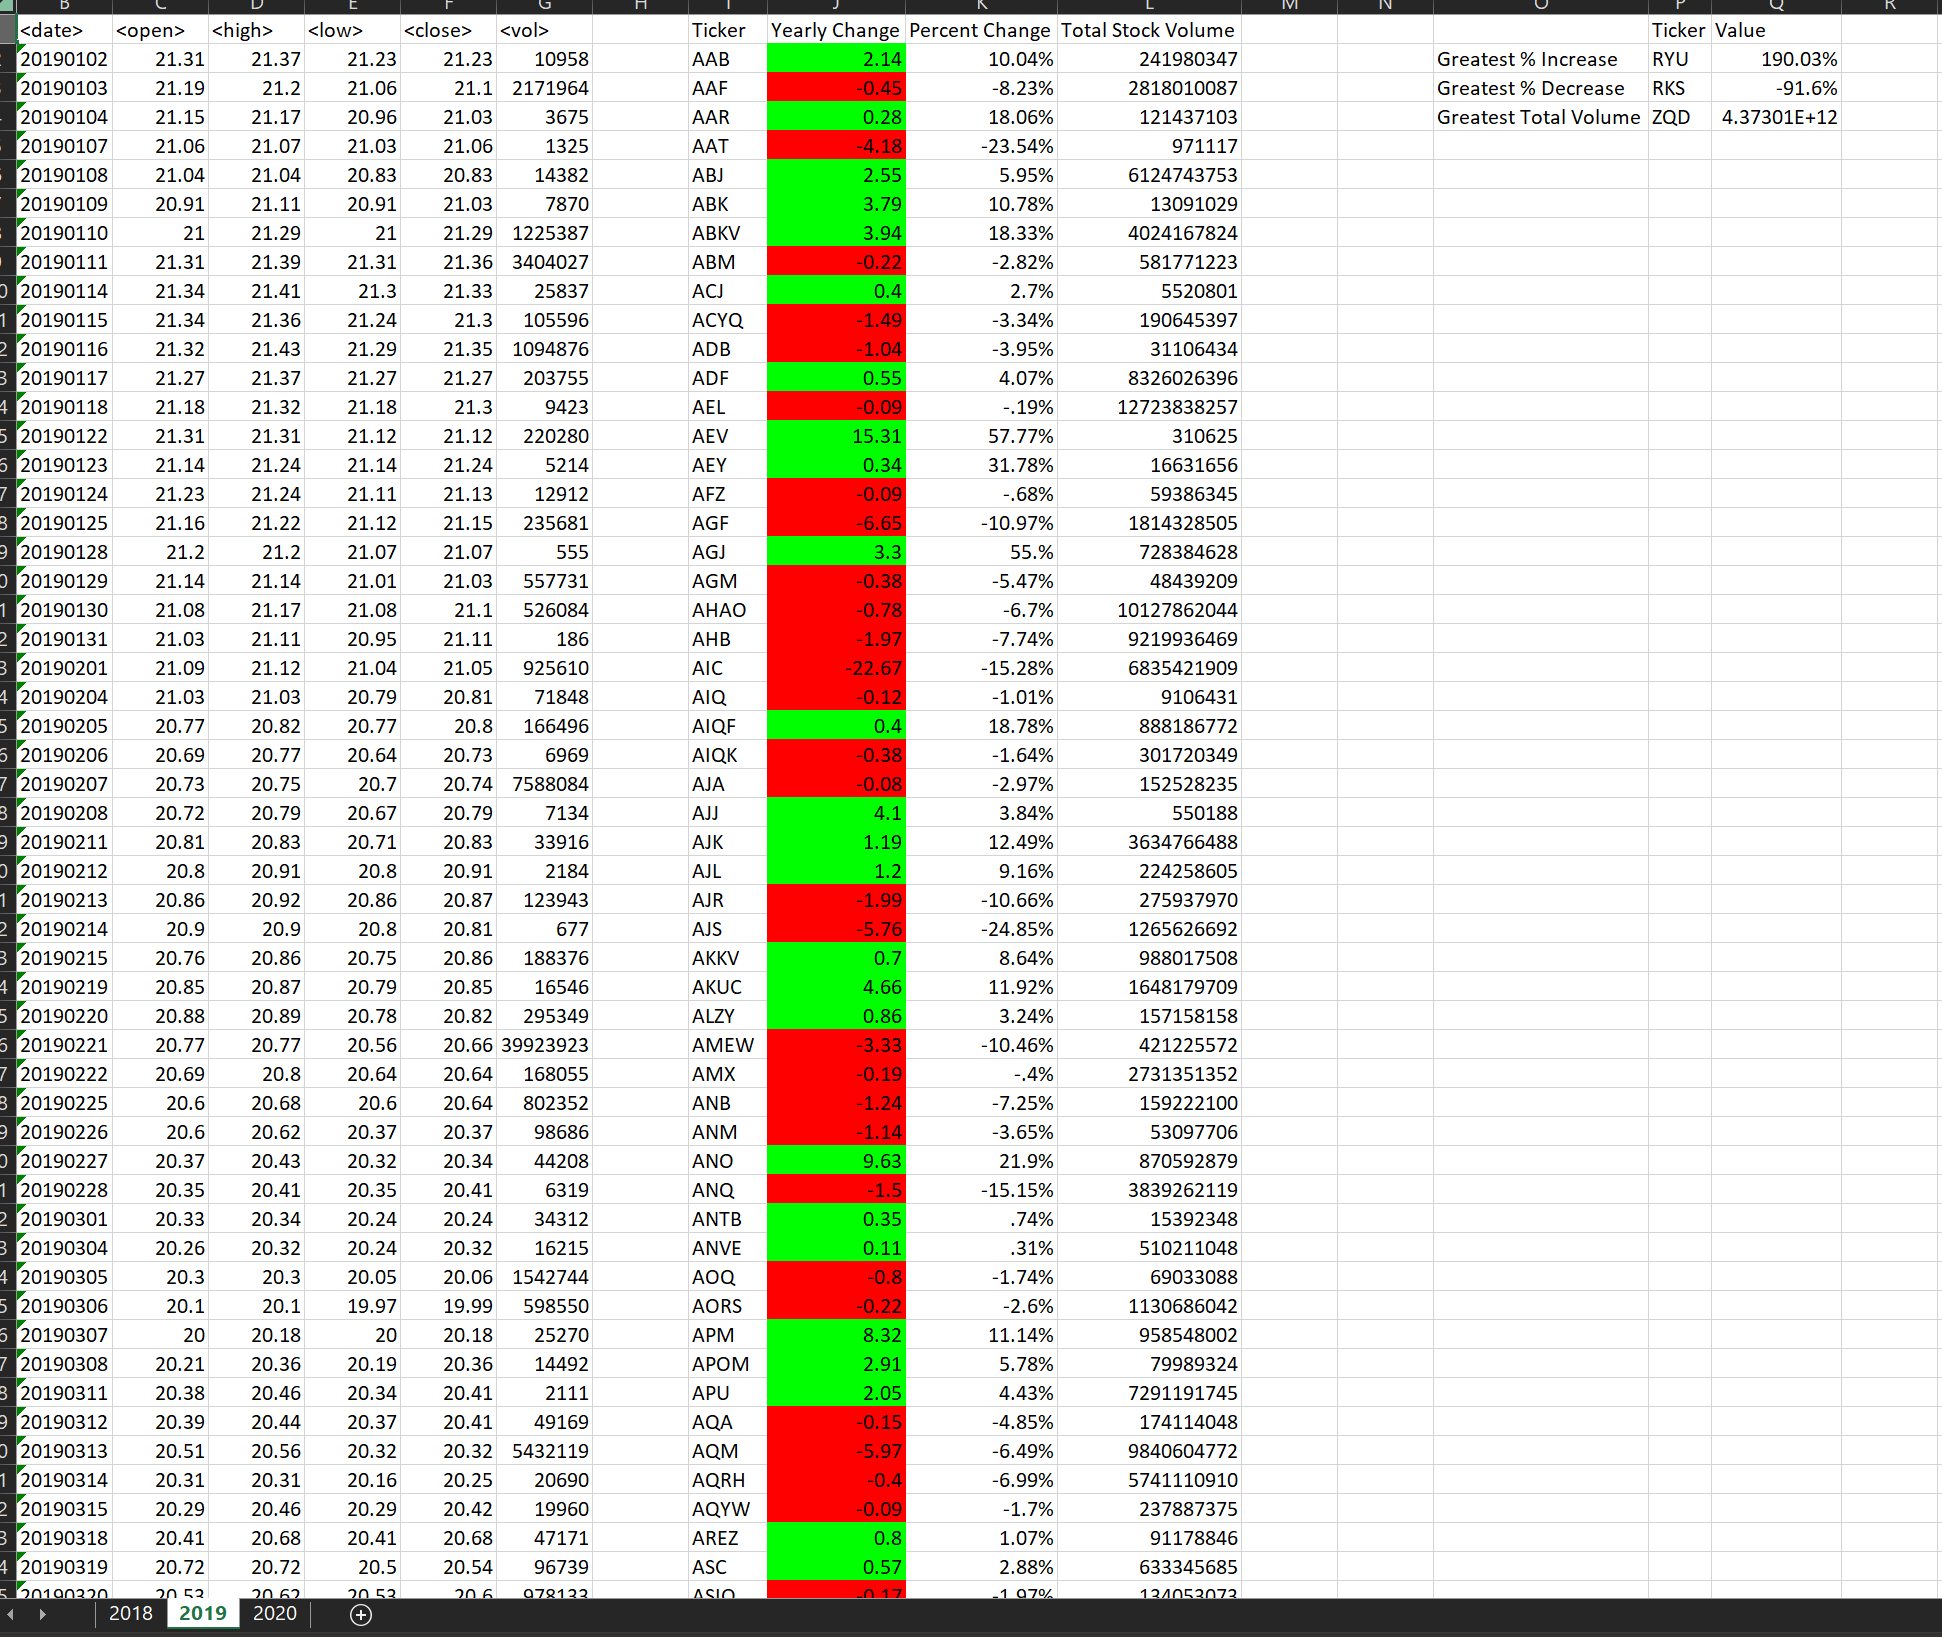 B C D E F G H I J K L M N O P Q R
<date> <open> <high> <low> <close> <vol> Ticker Yearly Change Percent Change Total Stock Volume Ticker Value
20190102 21.31 21.37 21.23 21.23 10958 AAB 2.14 10.04% 241980347 Greatest % Increase RYU 190.03%
20190103 21.19 21.2 21.06 21.1 2171964 AAF -0.45 -8.23% 2818010087 Greatest % Decrease RKS -91.6%
20190104 21.15 21.17 20.96 21.03 3675 AAR 0.28 18.06% 121437103 Greatest Total Volume ZQD 4.37301E+12
20190107 21.06 21.07 21.03 21.06 1325 AAT -4.18 -23.54% 971117
20190108 21.04 21.04 20.83 20.83 14382 ABJ 2.55 5.95% 6124743753
20190109 20.91 21.11 20.91 21.03 7870 ABK 3.79 10.78% 13091029
20190110 21 21.29 21 21.29 1225387 ABKV 3.94 18.33% 4024167824
20190111 21.31 21.39 21.31 21.36 3404027 ABM -0.22 -2.82% 581771223
20190114 21.34 21.41 21.3 21.33 25837 ACJ 0.4 2.7% 5520801
20190115 21.34 21.36 21.24 21.3 105596 ACYQ -1.49 -3.34% 190645397
20190116 21.32 21.43 21.29 21.35 1094876 ADB -1.04 -3.95% 31106434
20190117 21.27 21.37 21.27 21.27 203755 ADF 0.55 4.07% 8326026396
20190118 21.18 21.32 21.18 21.3 9423 AEL -0.09 -.19% 12723838257
20190122 21.31 21.31 21.12 21.12 220280 AEV 15.31 57.77% 310625
20190123 21.14 21.24 21.14 21.24 5214 AEY 0.34 31.78% 16631656
20190124 21.23 21.24 21.11 21.13 12912 AFZ -0.09 -.68% 59386345
20190125 21.16 21.22 21.12 21.15 235681 AGF -6.65 -10.97% 1814328505
20190128 21.2 21.2 21.07 21.07 555 AGJ 3.3 55.% 728384628
20190129 21.14 21.14 21.01 21.03 557731 AGM -0.38 -5.47% 48439209
20190130 21.08 21.17 21.08 21.1 526084 AHAO -0.78 -6.7% 10127862044
20190131 21.03 21.11 20.95 21.11 186 AHB -1.97 -7.74% 9219936469
20190201 21.09 21.12 21.04 21.05 925610 AIC -22.67 -15.28% 6835421909
20190204 21.03 21.03 20.79 20.81 71848 AIQ -0.12 -1.01% 9106431
20190205 20.77 20.82 20.77 20.8 166496 AIQF 0.4 18.78% 888186772
20190206 20.69 20.77 20.64 20.73 6969 AIQK -0.38 -1.64% 301720349
20190207 20.73 20.75 20.7 20.74 7588084 AJA -0.08 -2.97% 152528235
20190208 20.72 20.79 20.67 20.79 7134 AJJ 4.1 3.84% 550188
20190211 20.81 20.83 20.71 20.83 33916 AJK 1.19 12.49% 3634766488
20190212 20.8 20.91 20.8 20.91 2184 AJL 1.2 9.16% 224258605
20190213 20.86 20.92 20.86 20.87 123943 AJR -1.99 -10.66% 275937970
20190214 20.9 20.9 20.8 20.81 677 AJS -5.76 -24.85% 1265626692
20190215 20.76 20.86 20.75 20.86 188376 AKKV 0.7 8.64% 988017508
20190219 20.85 20.87 20.79 20.85 16546 AKUC 4.66 11.92% 1648179709
20190220 20.88 20.89 20.78 20.82 295349 ALZY 0.86 3.24% 157158158
20190221 20.77 20.77 20.56 20.66 39923923 AMEW -3.33 -10.46% 421225572
20190222 20.69 20.8 20.64 20.64 168055 AMX -0.19 -.4% 2731351352
20190225 20.6 20.68 20.6 20.64 802352 ANB -1.24 -7.25% 159222100
20190226 20.6 20.62 20.37 20.37 98686 ANM -1.14 -3.65% 53097706
20190227 20.37 20.43 20.32 20.34 44208 ANO 9.63 21.9% 870592879
20190228 20.35 20.41 20.35 20.41 6319 ANQ -1.5 -15.15% 3839262119
20190301 20.33 20.34 20.24 20.24 34312 ANTB 0.35 .74% 15392348
20190304 20.26 20.32 20.24 20.32 16215 ANVE 0.11 .31% 510211048
20190305 20.3 20.3 20.05 20.06 1542744 AOQ -0.8 -1.74% 69033088
20190306 20.1 20.1 19.97 19.99 598550 AORS -0.22 -2.6% 1130686042
20190307 20 20.18 20 20.18 25270 APM 8.32 11.14% 958548002
20190308 20.21 20.36 20.19 20.36 14492 APOM 2.91 5.78% 79989324
20190311 20.38 20.46 20.34 20.41 2111 APU 2.05 4.43% 7291191745
20190312 20.39 20.44 20.37 20.41 49169 AQA -0.15 -4.85% 174114048
20190313 20.51 20.56 20.32 20.32 5432119 AQM -5.97 -6.49% 9840604772
20190314 20.31 20.31 20.16 20.25 20690 AQRH -0.4 -6.99% 5741110910
20190315 20.29 20.46 20.29 20.42 19960 AQYW -0.09 -1.7% 237887375
20190318 20.41 20.68 20.41 20.68 47171 AREZ 0.8 1.07% 91178846
20190319 20.72 20.72 20.5 20.54 96739 ASC 0.57 2.88% 633345685
20190320 20.53 20.62 20.53 20.6 978133 -0.17 -1.97% 134053073
2018 2019 2020